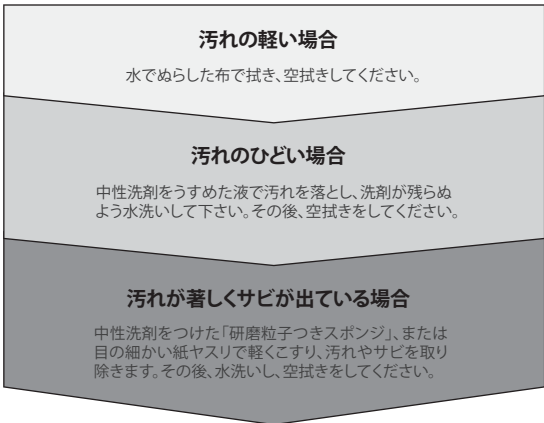 汚れの軽い場合
水でぬらした布で拭き、空拭きしてください。
汚れのひどい場合
中性洗剤をうすめた液で汚れを落とし、洗剤が残らぬ
よう水洗いして下さい。その後、空拭きをしてください。
汚れが著しくサビが出ている場合
中性洗剤をつけた「研磨粒子つきスポンジ」、または
目の細かい紙ヤスリで軽くこすり、汚れやサビを取り
除きます。その後、水洗いし、空拭きをしてください。